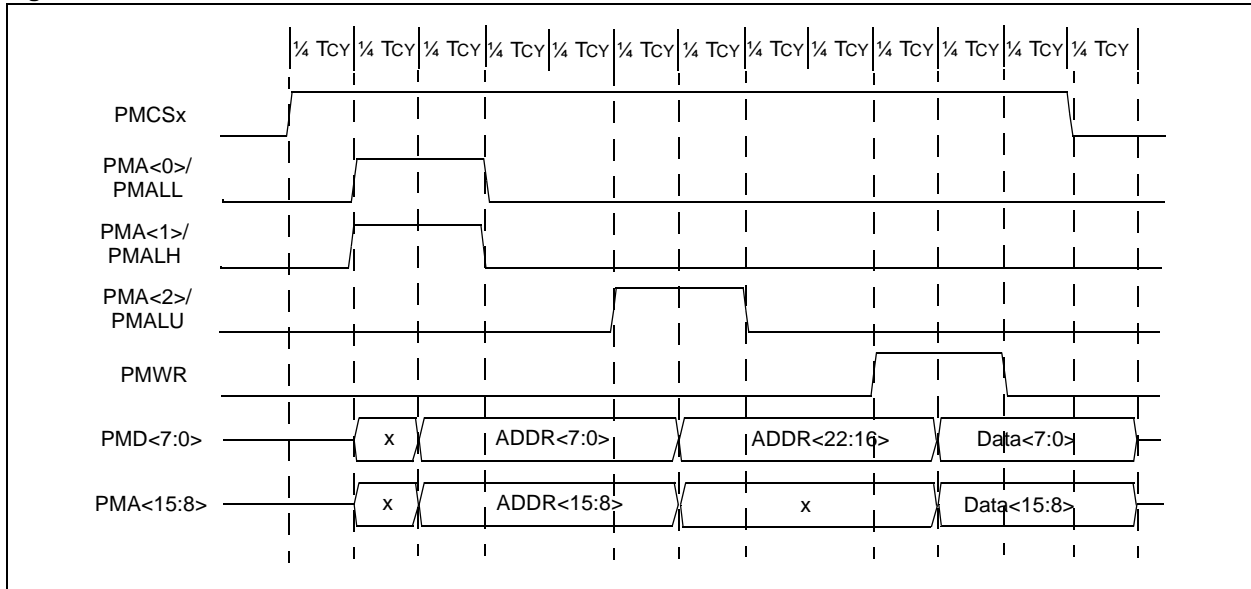 ¼ TCY ¼ TCY ¼ TCY ¼ TCY ¼ TCY ¼ TCY ¼ TCY ¼ TCY ¼ TCY ¼ TCY ¼ TCY ¼ TCY ¼ TCY
PMCSx
PMA<0>/
PMALL
PMA<1>/
PMALH
PMA<2>/
PMALU
PMWR
PMD<7:0> x ADDR<7:0> ADDR<22:16> Data<7:0>
PMA<15:8> x ADDR<15:8> x Data<15:8>